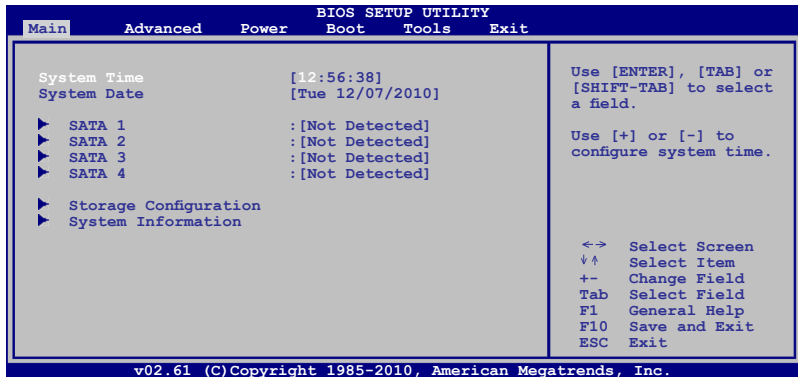 BIOS SETUP UTILITY
Main Advanced Power Boot Tools Exit
System Time [12:56:38]
System Date [Tue 12/07/2010]
SATA 1 :[Not Detected]
SATA 2 :[Not Detected]
SATA 3 :[Not Detected]
SATA 4 :[Not Detected]
Storage Configuration
System Information
Use [ENTER], [TAB] or
[SHIFT-TAB] to select
a field.
Use [+] or [-] to
configure system time.
←→ Select Screen
↓↑ Select Item
+- Change Field
Tab Select Field
F1 General Help
F10 Save and Exit
ESC Exit
v02.61 (C)Copyright 1985-2010, American Megatrends, Inc.